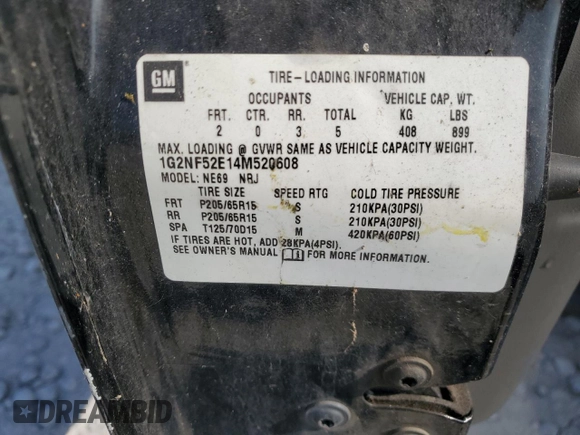 GM
TIRE-LOADING INFORMATION
OCCUPANTS VEHICLE CAP. WT.
FRT. CTR. RR. TOTAL KG LBS
2 0 3 5 408 899
MAX. LOADING @ GVWR SAME AS VEHICLE CAPACITY WEIGHT.
1G2NF52E14M520608
MODEL: NE69 NRJ
TIRE SIZE SPEED RTG COLD TIRE PRESSURE
FRT P205/65R15 S 210KPA(30PSI)
RR P205/65R15 S 210KPA(30PSI)
SPA T125/70D15 M 420KPA(60PSI)
IF TIRES ARE HOT, ADD 28KPA(4PSI).
SEE OWNER'S MANUAL FOR MORE INFORMATION.
DREAMBID